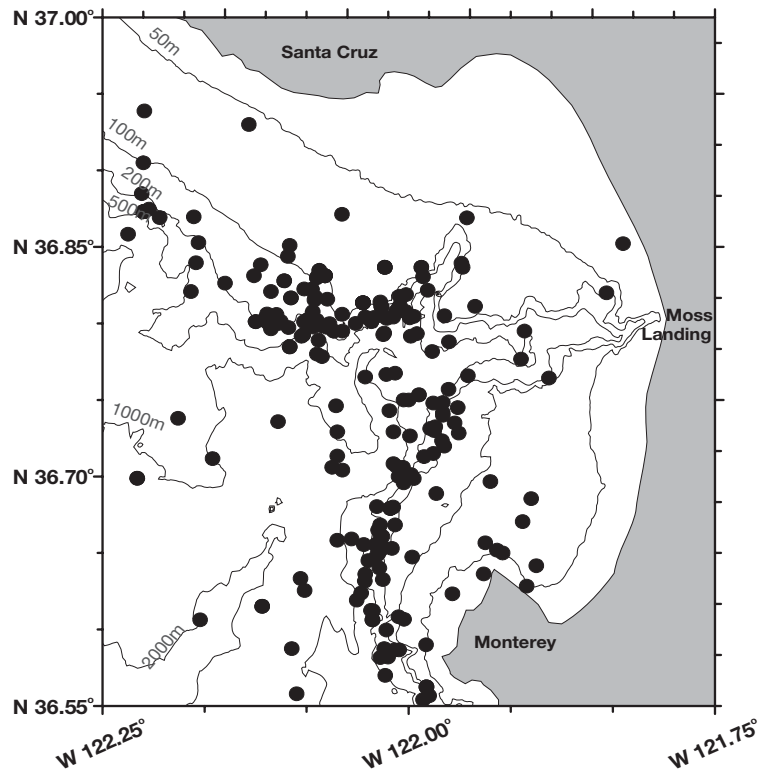 N 37.00°
Santa Cruz
50m
100m
200m
500m
N 36.85°
Moss
Landing
1000m
N 36.70°
2000m
Monterey
N 36.55°
W 122.25°
W 122.00°
W 121.75°